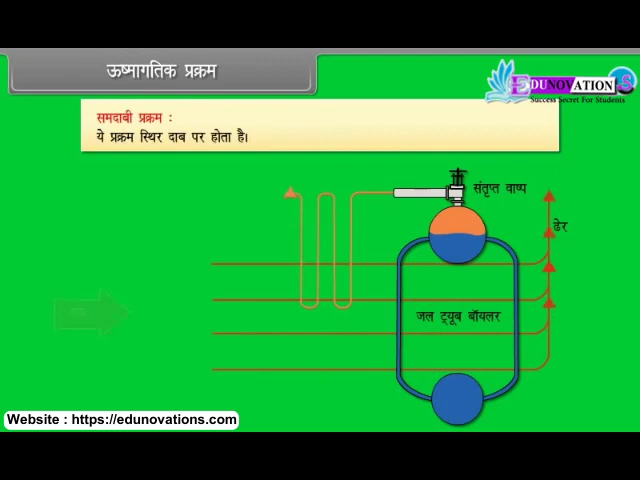 ऊष्मागतिक प्रक्रम
EDUNOVATIONS
Success Secret For Students
समदाबी प्रक्रम :
ये प्रक्रम स्थिर दाब पर होता है।
संतृप्त वाष्प
ढेर
जल ट्यूब बॉयलर
Website : https://edunovations.com